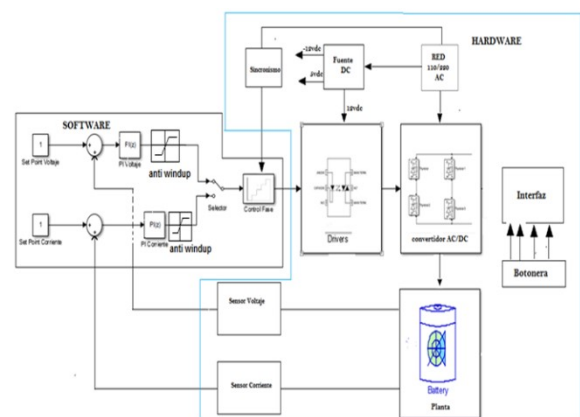 HARDWARE
-12vdc
5vdc
Fuente
DC
RED
110/220
AC
Sincronismo
12vdc
SOFTWARE
1
Set Point Voltaje
PI(z)
PI Voltaje
anti windup
Selector
Control Fase
1
Set Point Corriente
PI(z)
PI Corriente
anti windup
Drivers
convertidor AC/DC
Interfaz
Botonera
Sensor Voltaje
Sensor Corriente
Battery
Planta